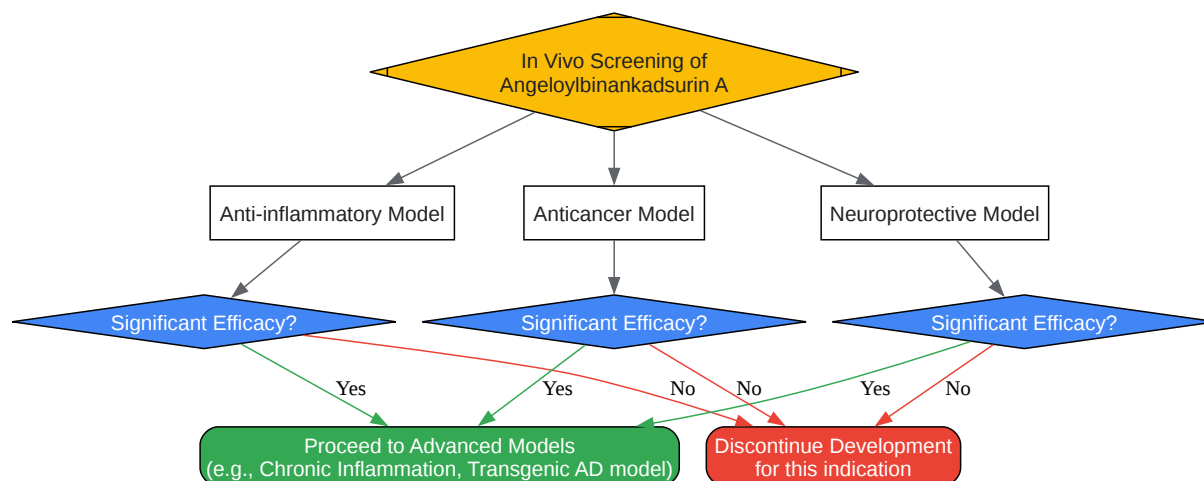 In Vivo Screening of
Angeloylbinankadsurin A
Anti-inflammatory Model
Anticancer Model
Neuroprotective Model
Significant Efficacy?
Significant Efficacy?
Significant Efficacy?
Yes
Yes
No
No
Yes
No
Proceed to Advanced Models
(e.g., Chronic Inflammation, Transgenic AD model)
Discontinue Development
for this indication